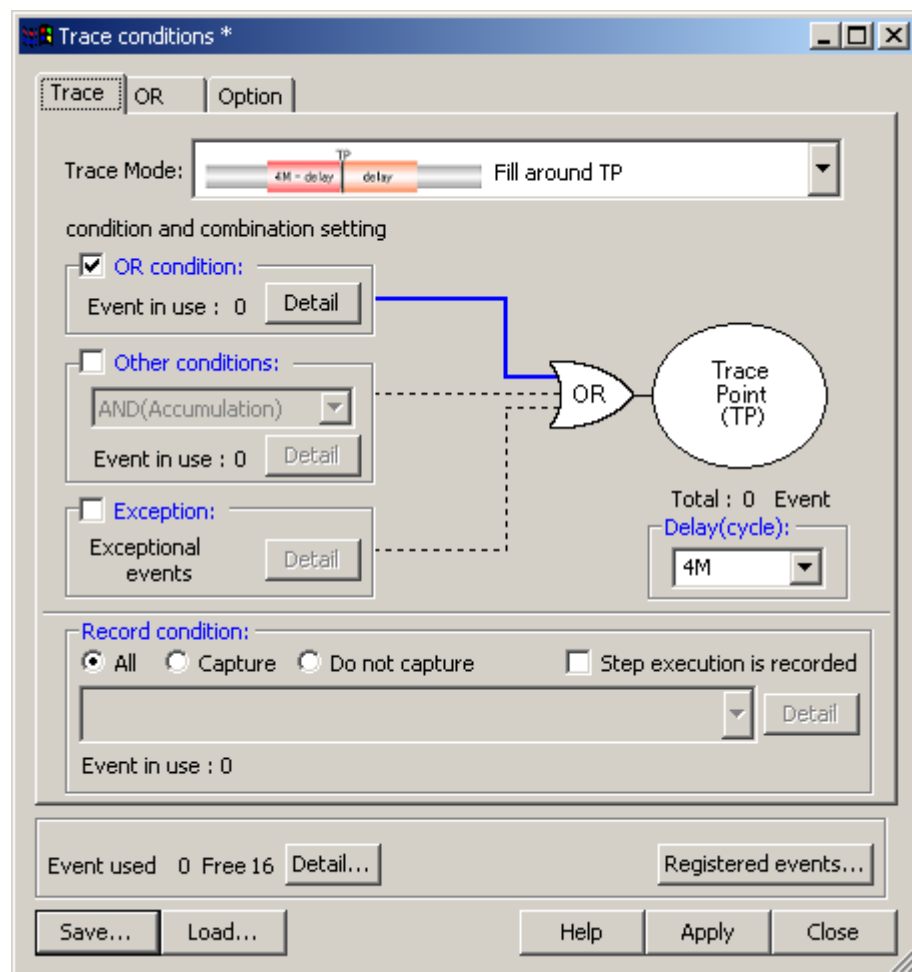 Trace conditions *
Trace OR Option
TP
Trace Mode: 4M - delay delay Fill around TP
condition and combination setting
OR condition:
Event in use : 0 Detail
Other conditions:
AND(Accumulation)
Event in use : 0 Detail
Exception:
Exceptional
events
Detail
OR
Trace
Point
(TP)
Total : 0 Event
Delay(cycle):
4M
Record condition:
All Capture Do not capture Step execution is recorded
Detail
Event in use : 0
Event used 0 Free 16 Detail... Registered events...
Save... Load... Help Apply Close